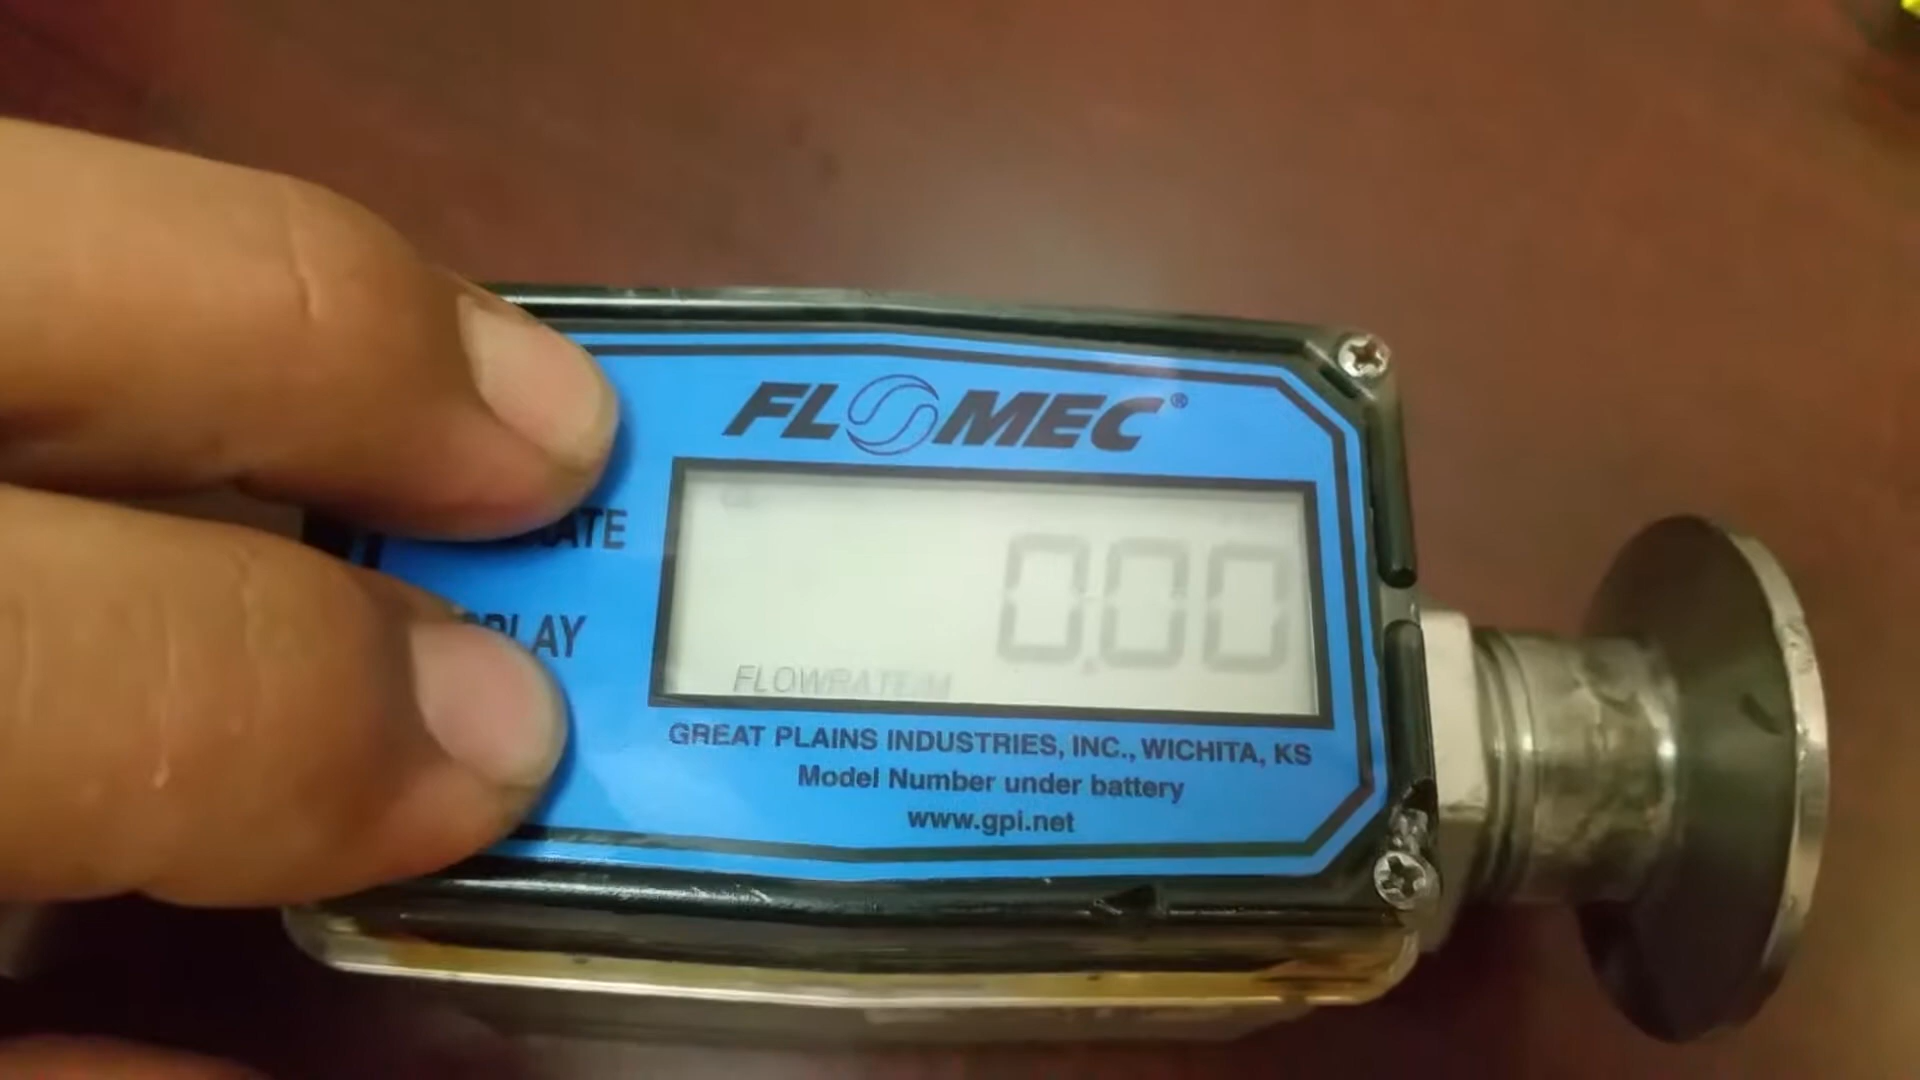 FLOMEC®
0.00
FLOWRATE/M
GREAT PLAINS INDUSTRIES, INC., WICHITA, KS
Model Number under battery
www.gpi.net